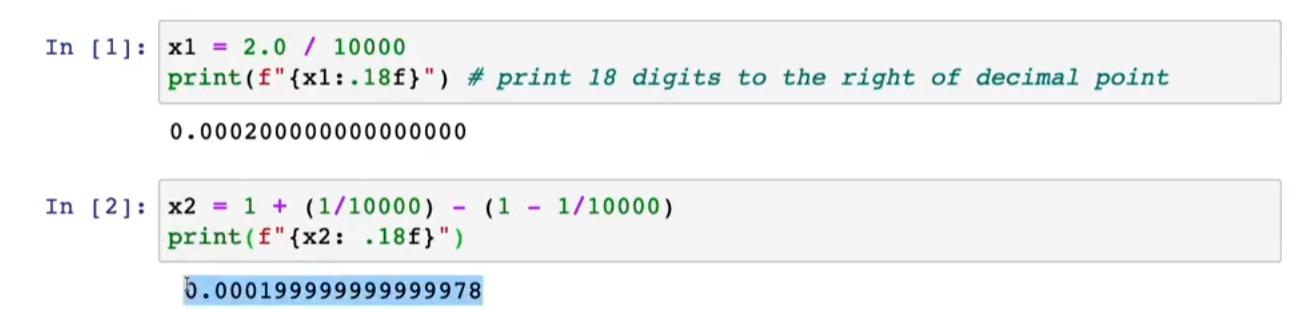 In [1]: x1 = 2.0 / 10000
print(f"{x1:.18f}") # print 18 digits to the right of decimal point
0.000200000000000000
In [2]: x2 = 1 + (1/10000) - (1 - 1/10000)
print(f"{x2: .18f}")
0.000199999999999978